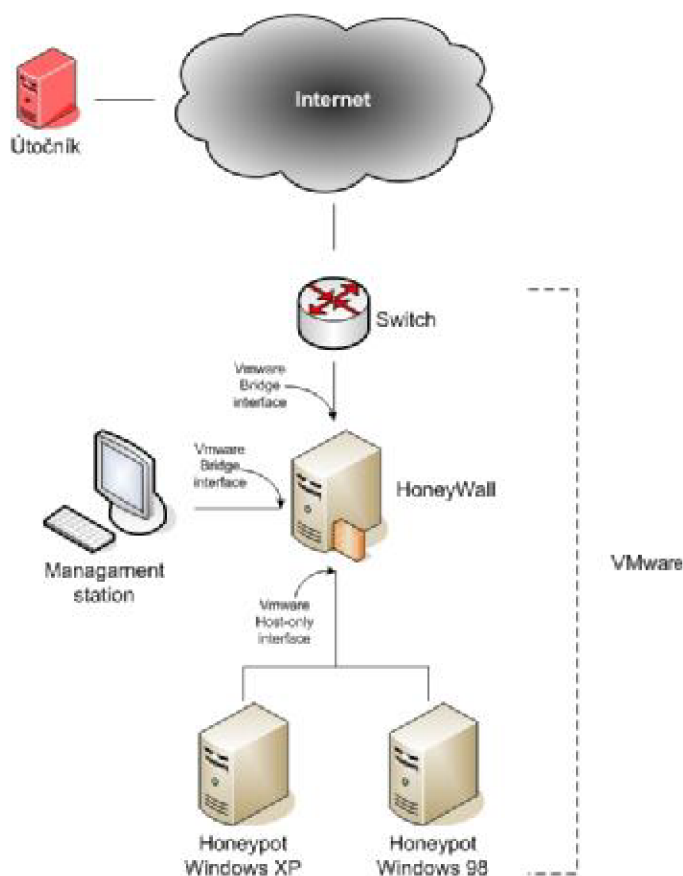 Internet
Útočník
Switch
Vmware
Bridge
interface
Vmware
Bridge
interface
HoneyWall
Managament
station
VMware
Vmware
Host-only
interface
Honeypot
Windows XP
Honeypot
Windows 98